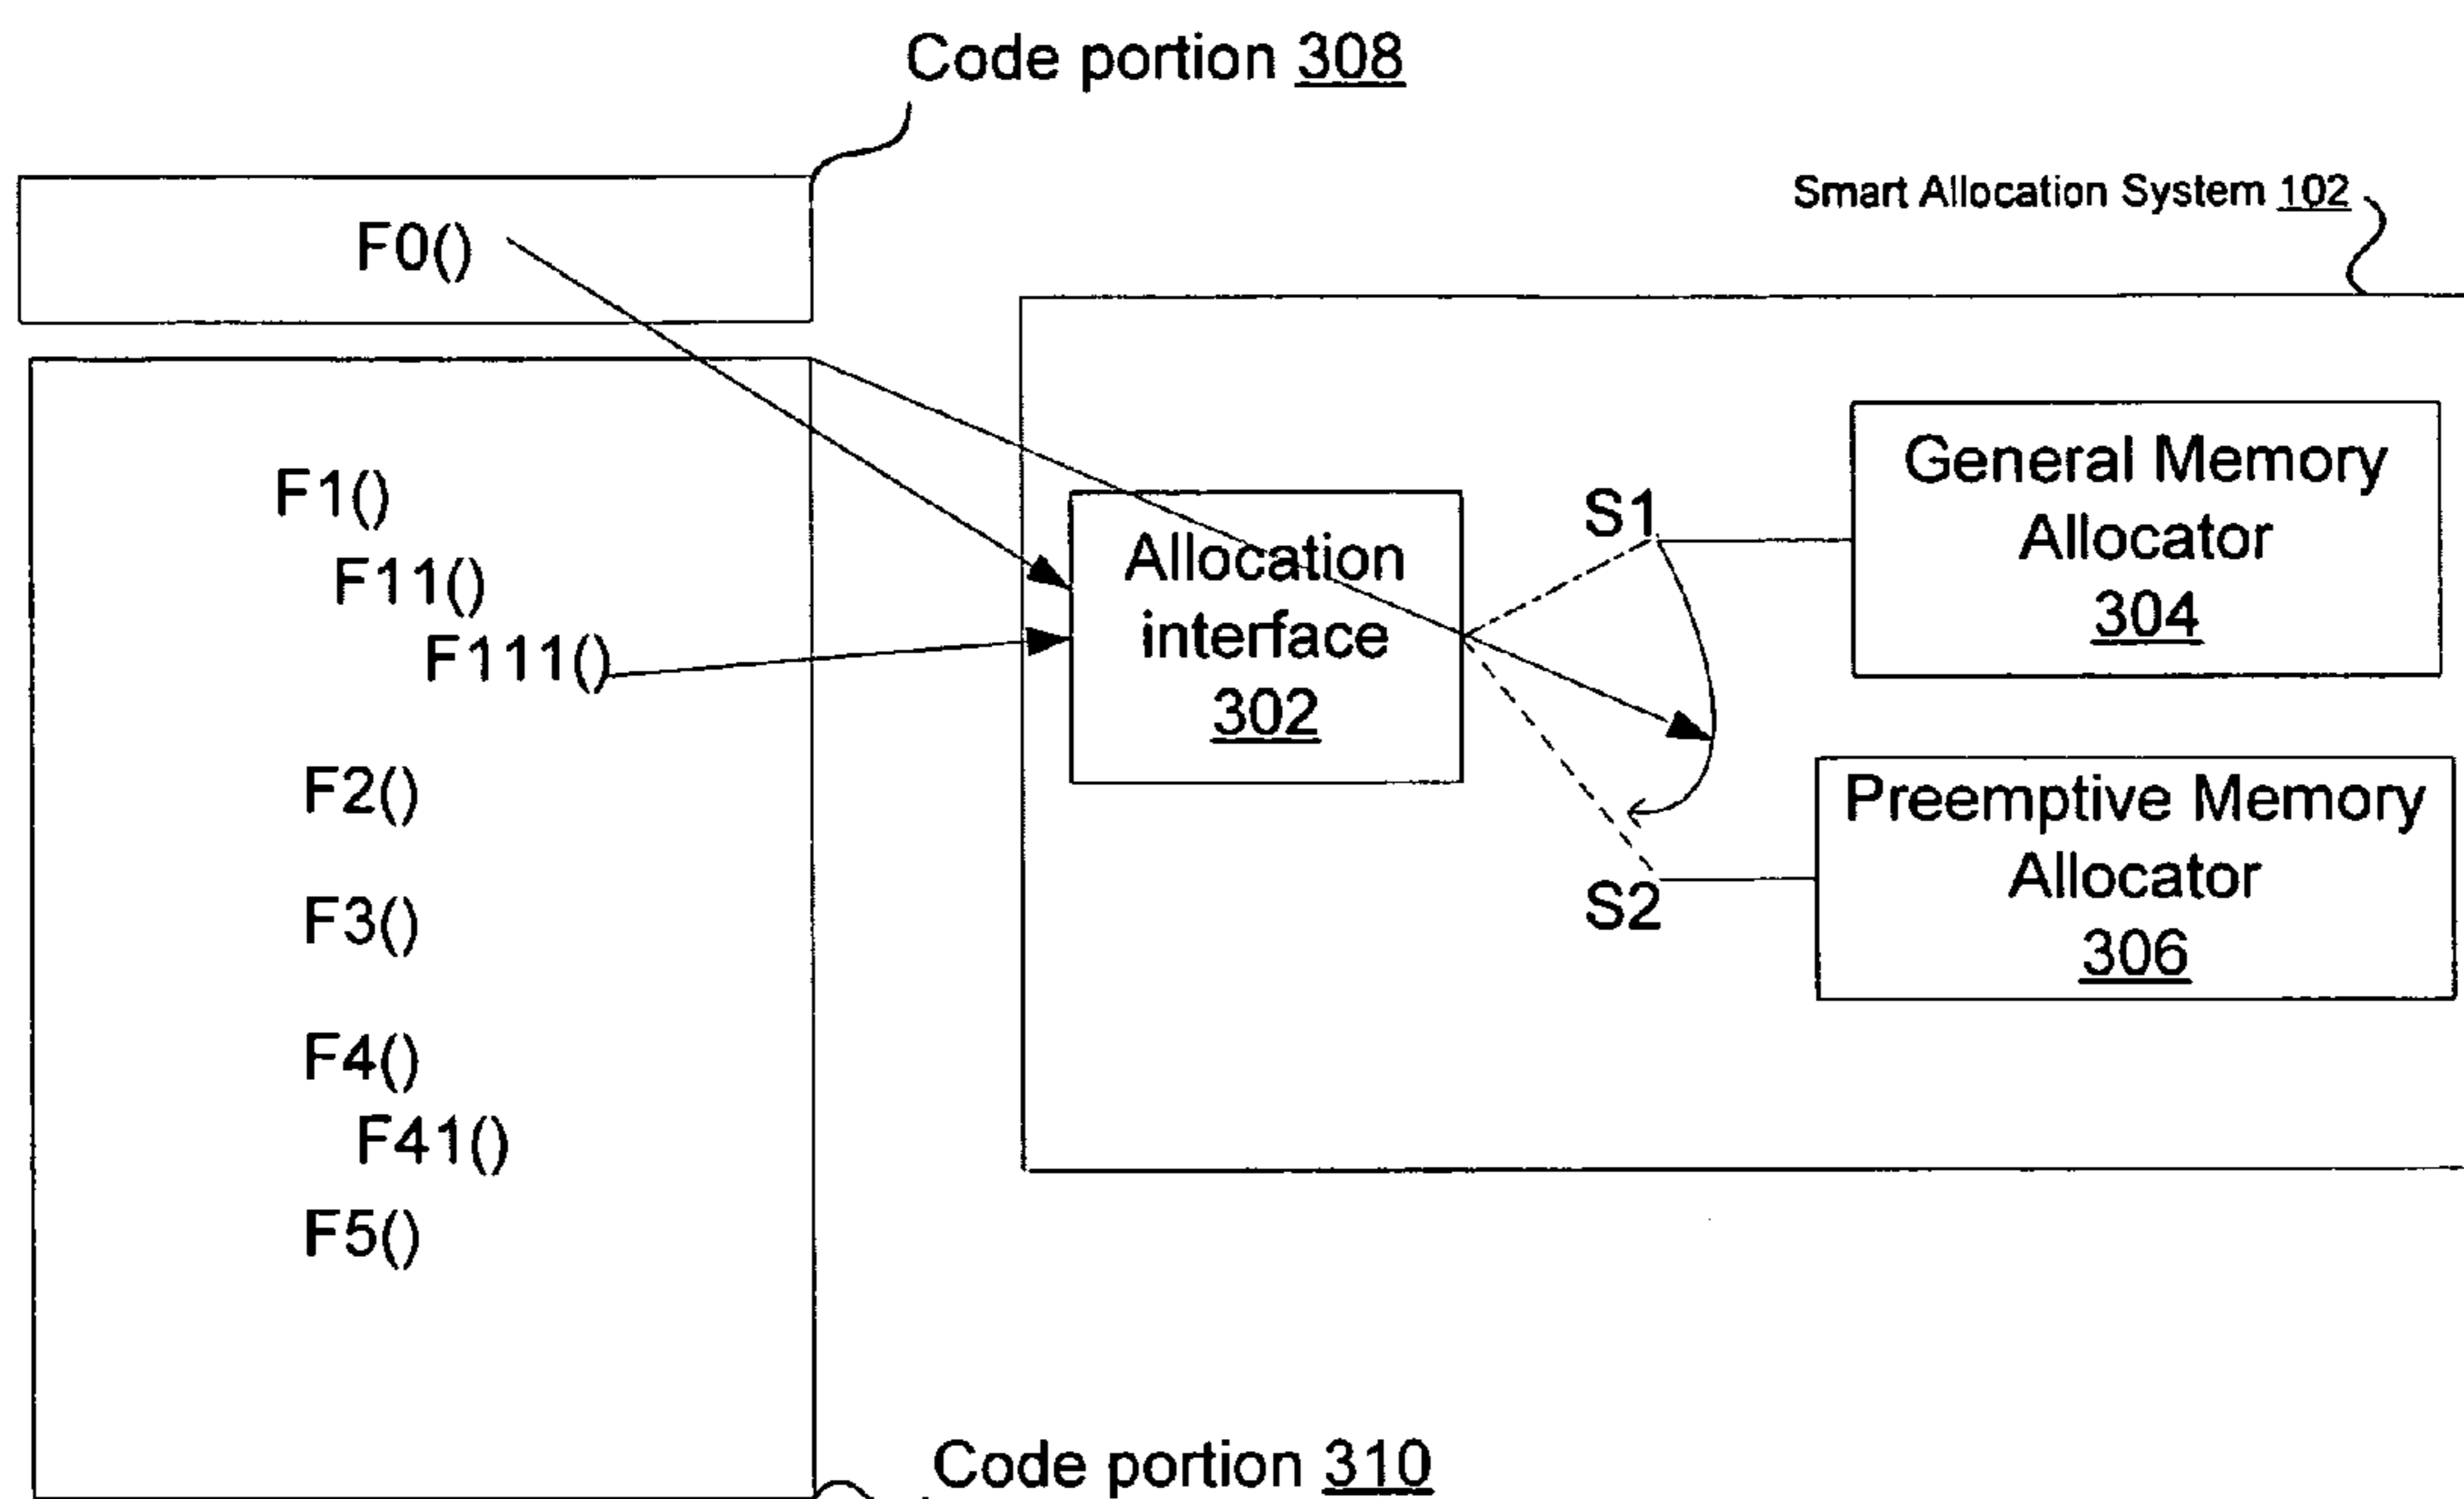 Code portion 308
Smart Allocation System 102
F0()
F1()
F11()
F111()
F2()
F3()
F4()
F41()
F5()
Allocation
interface
302
S1
S2
General Memory
Allocator
304
Preemptive Memory
Allocator
306
Code portion 310